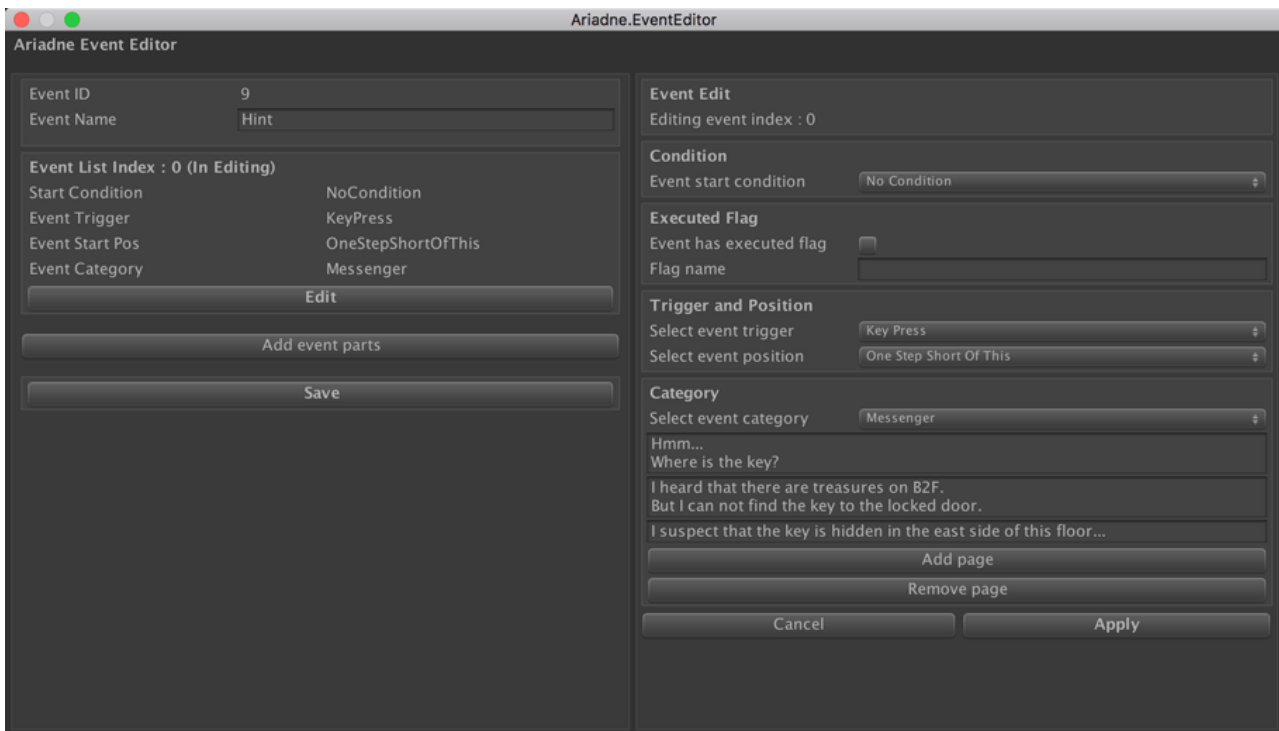 Ariadne.EventEditor
Ariadne Event Editor
Event ID 9
Event Name Hint
Event List Index : 0 (In Editing)
Start Condition NoCondition
Event Trigger KeyPress
Event Start Pos OneStepShortOfThis
Event Category Messenger
Edit
Add event parts
Save
Event Edit
Editing event index : 0
Condition
Event start condition No Condition
Executed Flag
Event has executed flag
Flag name
Trigger and Position
Select event trigger Key Press
Select event position One Step Short Of This
Category
Select event category Messenger
Hmm...
Where is the key?
I heard that there are treasures on B2F.
But I can not find the key to the locked door.
I suspect that the key is hidden in the east side of this floor...
Add page
Remove page
Cancel Apply